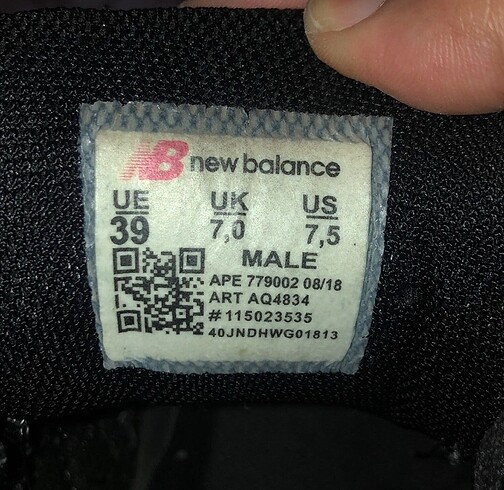 NB new balance
UE UK US
39 7,0 7,5
MALE
APE 779002 08/18
ART AQ4834
#115023535
40JNDHWG01813